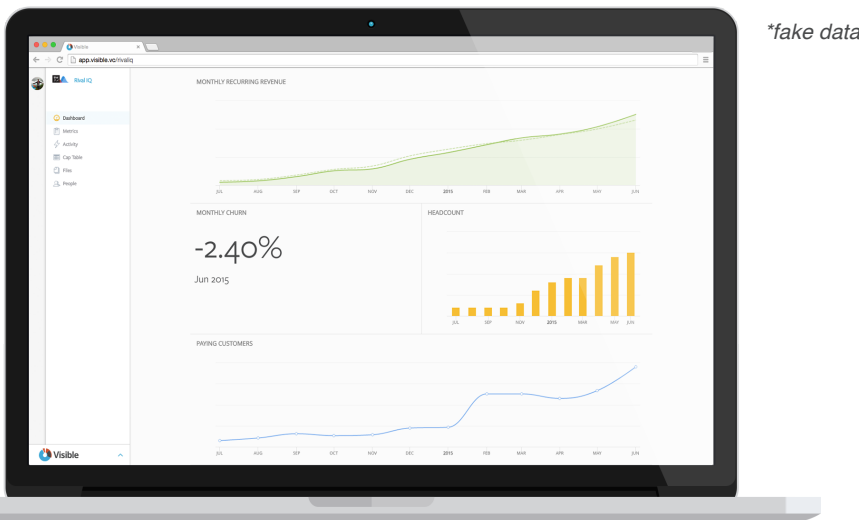 *fake data
Visible
app.visible.vc/rivaliq
Rival IQ
Dashboard
Metrics
Activity
Cap Table
Files
People
Visible
MONTHLY RECURRING REVENUE
JUL AUG SEP OCT NOV DEC 2015 FEB MAR APR MAY JUN
MONTHLY CHURN
-2.40%
Jun 2015
HEADCOUNT
JUL SEP NOV 2015 MAR MAY JUN
PAYING CUSTOMERS
JUL AUG SEP OCT NOV DEC 2015 FEB MAR APR MAY JUN